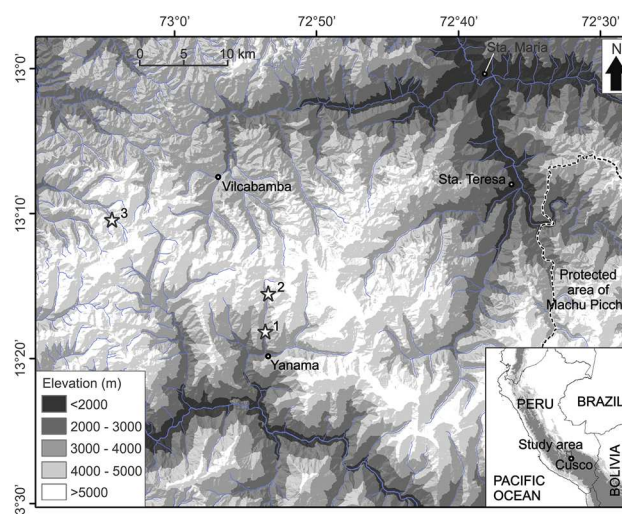 73°0'
72°50'
72°40'
72°30'
0 5 10 km
Sta. Maria
N
13°0'
Sta. Teresa
Vilcabamba
13°10'
3
2
Protected
area of
Machu Picch
1
13°20'
Yanama
Elevation (m)
<2000
2000 - 3000
3000 - 4000
4000 - 5000
>5000
13°30'
PERU
BRAZIL
Study area
Cusco
PACIFIC
OCEAN
BOLIVIA